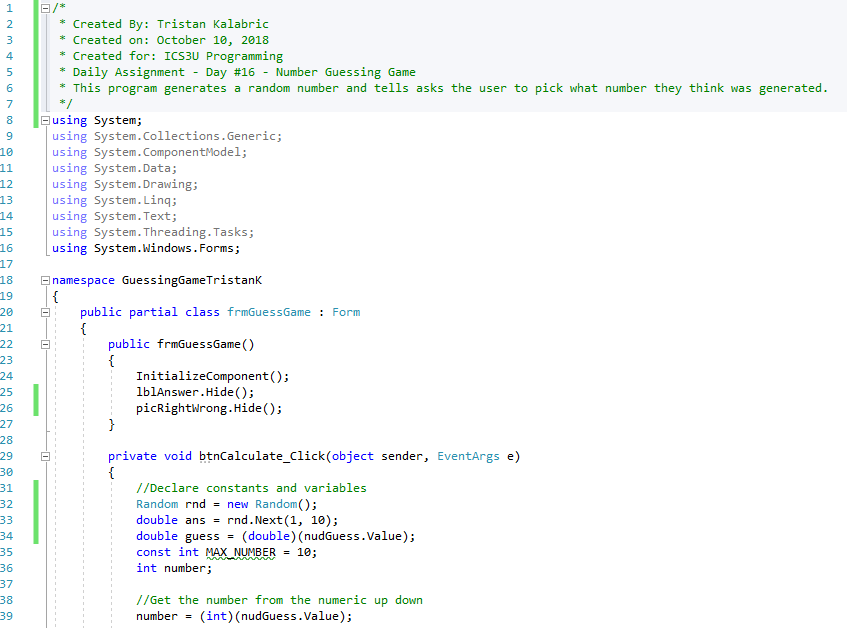 1 /*
2 * Created By: Tristan Kalabric
3 * Created on: October 10, 2018
4 * Created for: ICS3U Programming
5 * Daily Assignment - Day #16 - Number Guessing Game
6 * This program generates a random number and tells asks the user to pick what number they think was generated.
7 */
8 using System;
9 using System.Collections.Generic;
10 using System.ComponentModel;
11 using System.Data;
12 using System.Drawing;
13 using System.Linq;
14 using System.Text;
15 using System.Threading.Tasks;
16 using System.Windows.Forms;
17
18 namespace GuessingGameTristanK
19 {
20 public partial class frmGuessGame : Form
21 {
22 public frmGuessGame()
23 {
24 InitializeComponent();
25 lblAnswer.Hide();
26 picRightWrong.Hide();
27 }
28
29 private void btnCalculate_Click(object sender, EventArgs e)
30 {
31 //Declare constants and variables
32 Random rnd = new Random();
33 double ans = rnd.Next(1, 10);
34 double guess = (double)(nudGuess.Value);
35 const int MAX_NUMBER = 10;
36 int number;
37
38 //Get the number from the numeric up down
39 number = (int)(nudGuess.Value);